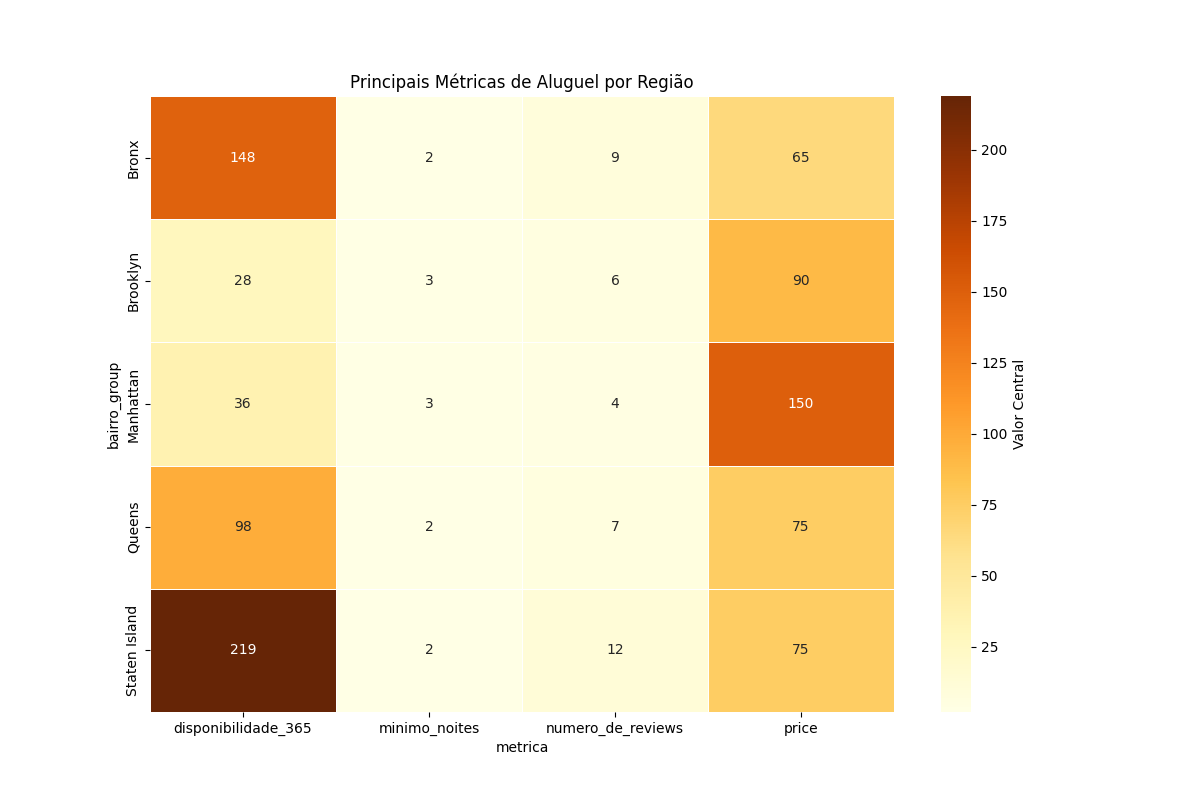 Principais Métricas de Aluguel por Região
bairro_group
Bronx
148 2 9 65
Brooklyn
28 3 6 90
Manhattan
36 3 4 150
Queens
98 2 7 75
Staten Island
219 2 12 75
disponibilidade_365 minimo_noites numero_de_reviews price
metrica
200
175
150
125
100
75
50
25
Valor Central